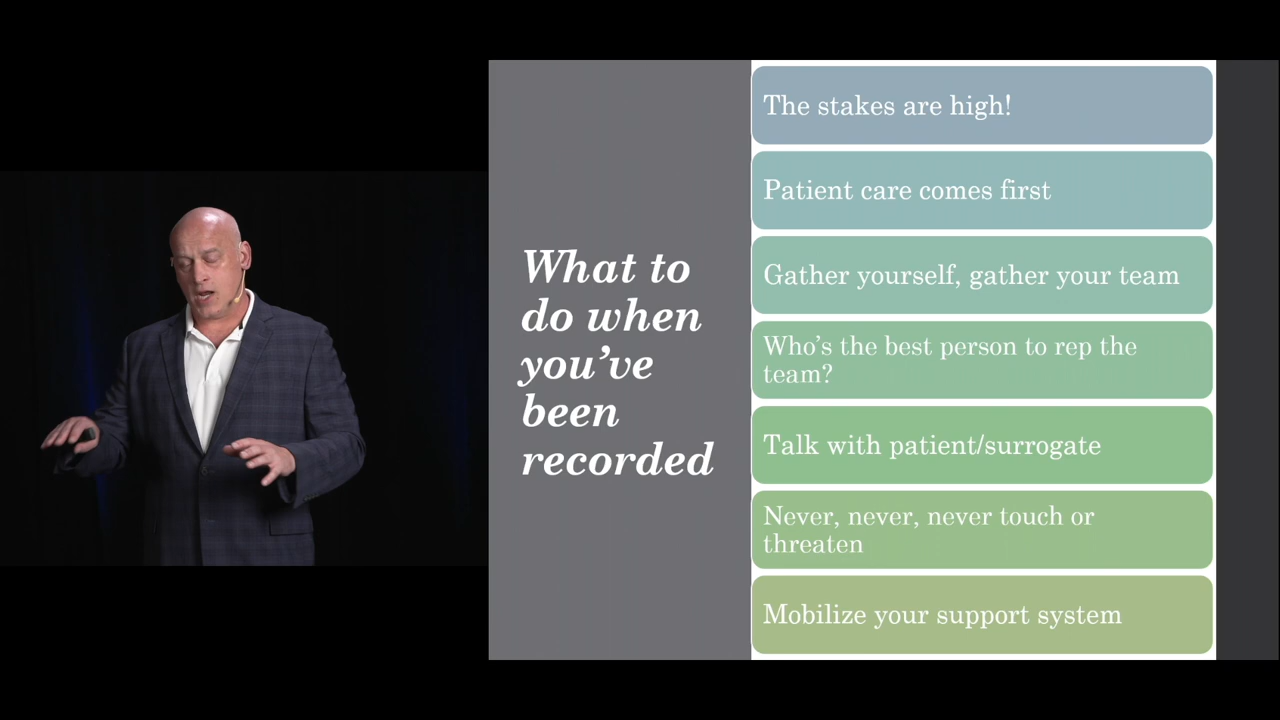 What to
do when
you’ve
been
recorded
The stakes are high!
Patient care comes first
Gather yourself, gather your team
Who’s the best person to rep the
team?
Talk with patient/surrogate
Never, never, never touch or
threaten
Mobilize your support system